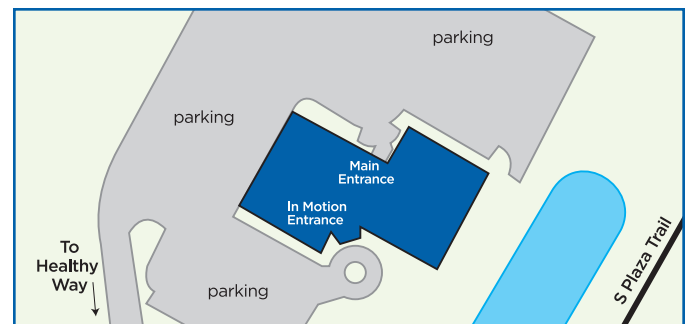 parking
parking
Main
Entrance
In Motion
Entrance
To
Healthy
Way
parking
S Plaza Trail